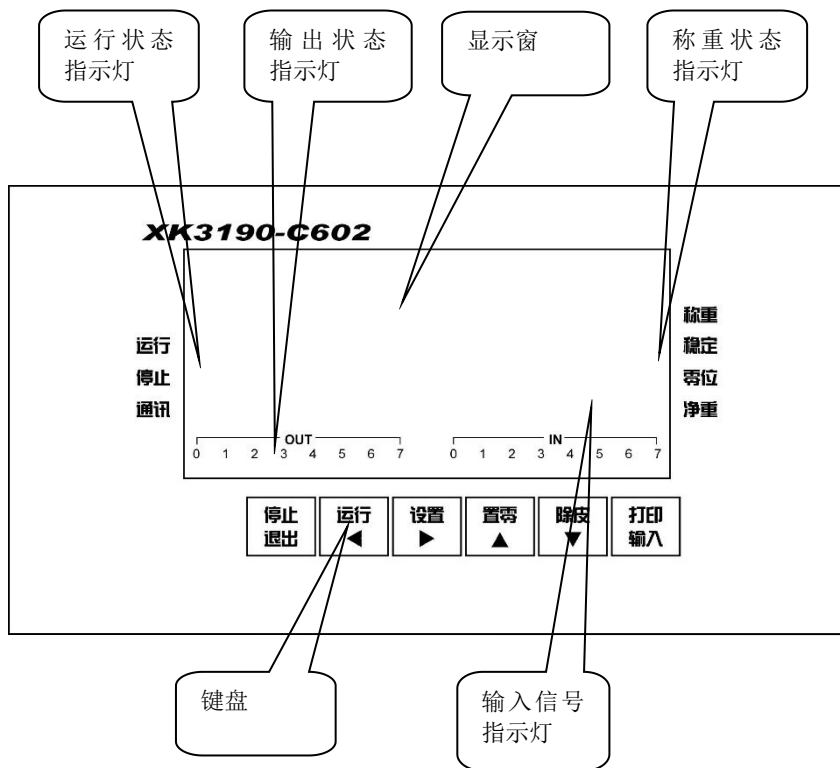 运行状态
指示灯
输出状态
指示灯
显示窗
称重状态
指示灯
XK3190-C602
称重
运行
稳定
停止
零位
通讯
净重
OUT
IN
0 1 2 3 4 5 6 7
0 1 2 3 4 5 6 7
停止
退出
运行
◀
设置
▶
置零
▲
除皮
▼
打印
输入
键盘
输入信号
指示灯